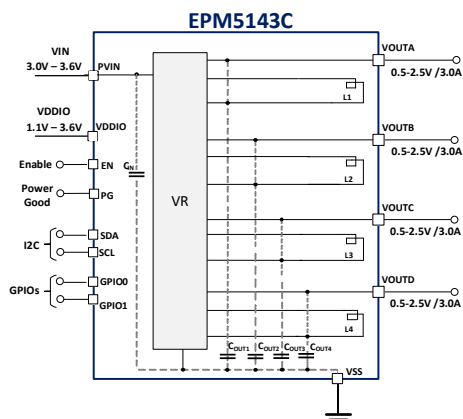 EPM5143C
VIN
3.0V – 3.6V
PVIN
VDDIO
1.1V – 3.6V
VDDIO
Enable
EN
Power
Good
PG
I2C
SDA
SCL
GPIOs
GPIO0
GPIO1
CIN
VR
L1
L2
L3
L4
COUT1
COUT2
COUT3
COUT4
VOUTA
0.5-2.5V /3.0A
VOUTB
0.5-2.5V /3.0A
VOUTC
0.5-2.5V /3.0A
VOUTD
0.5-2.5V /3.0A
VSS